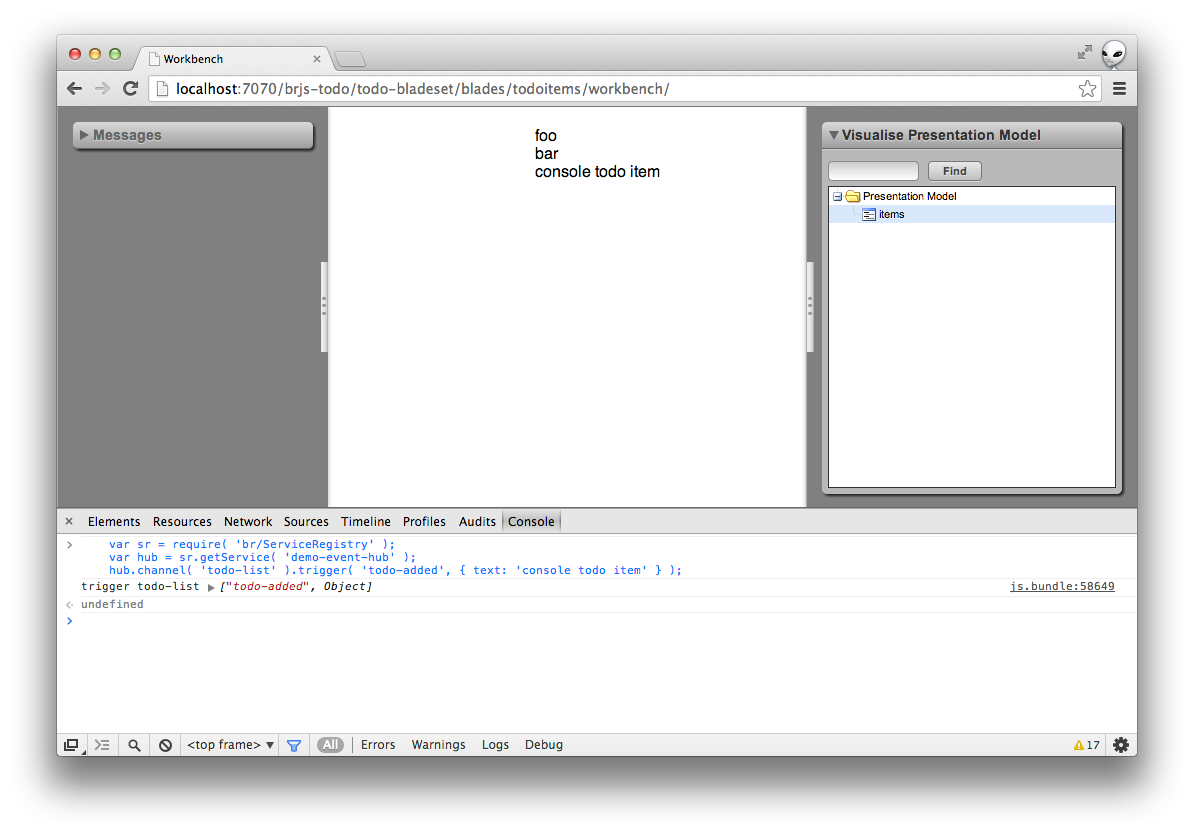 Workbench
localhost:7070/brjs-todo/todo-bladeset/blades/todoitems/workbench/
Messages
foo
bar
console todo item
Visualise Presentation Model
Find
Presentation Model
items
Elements Resources Network Sources Timeline Profiles Audits Console
var sr = require( 'br/ServiceRegistry' );
var hub = sr.getService( 'demo-event-hub' );
hub.channel( 'todo-list' ).trigger( 'todo-added', { text: 'console todo item' } );
trigger todo-list ▶ ["todo-added", Object] js.bundle:58649
undefined
<top frame> ▼ All Errors Warnings Logs Debug 17